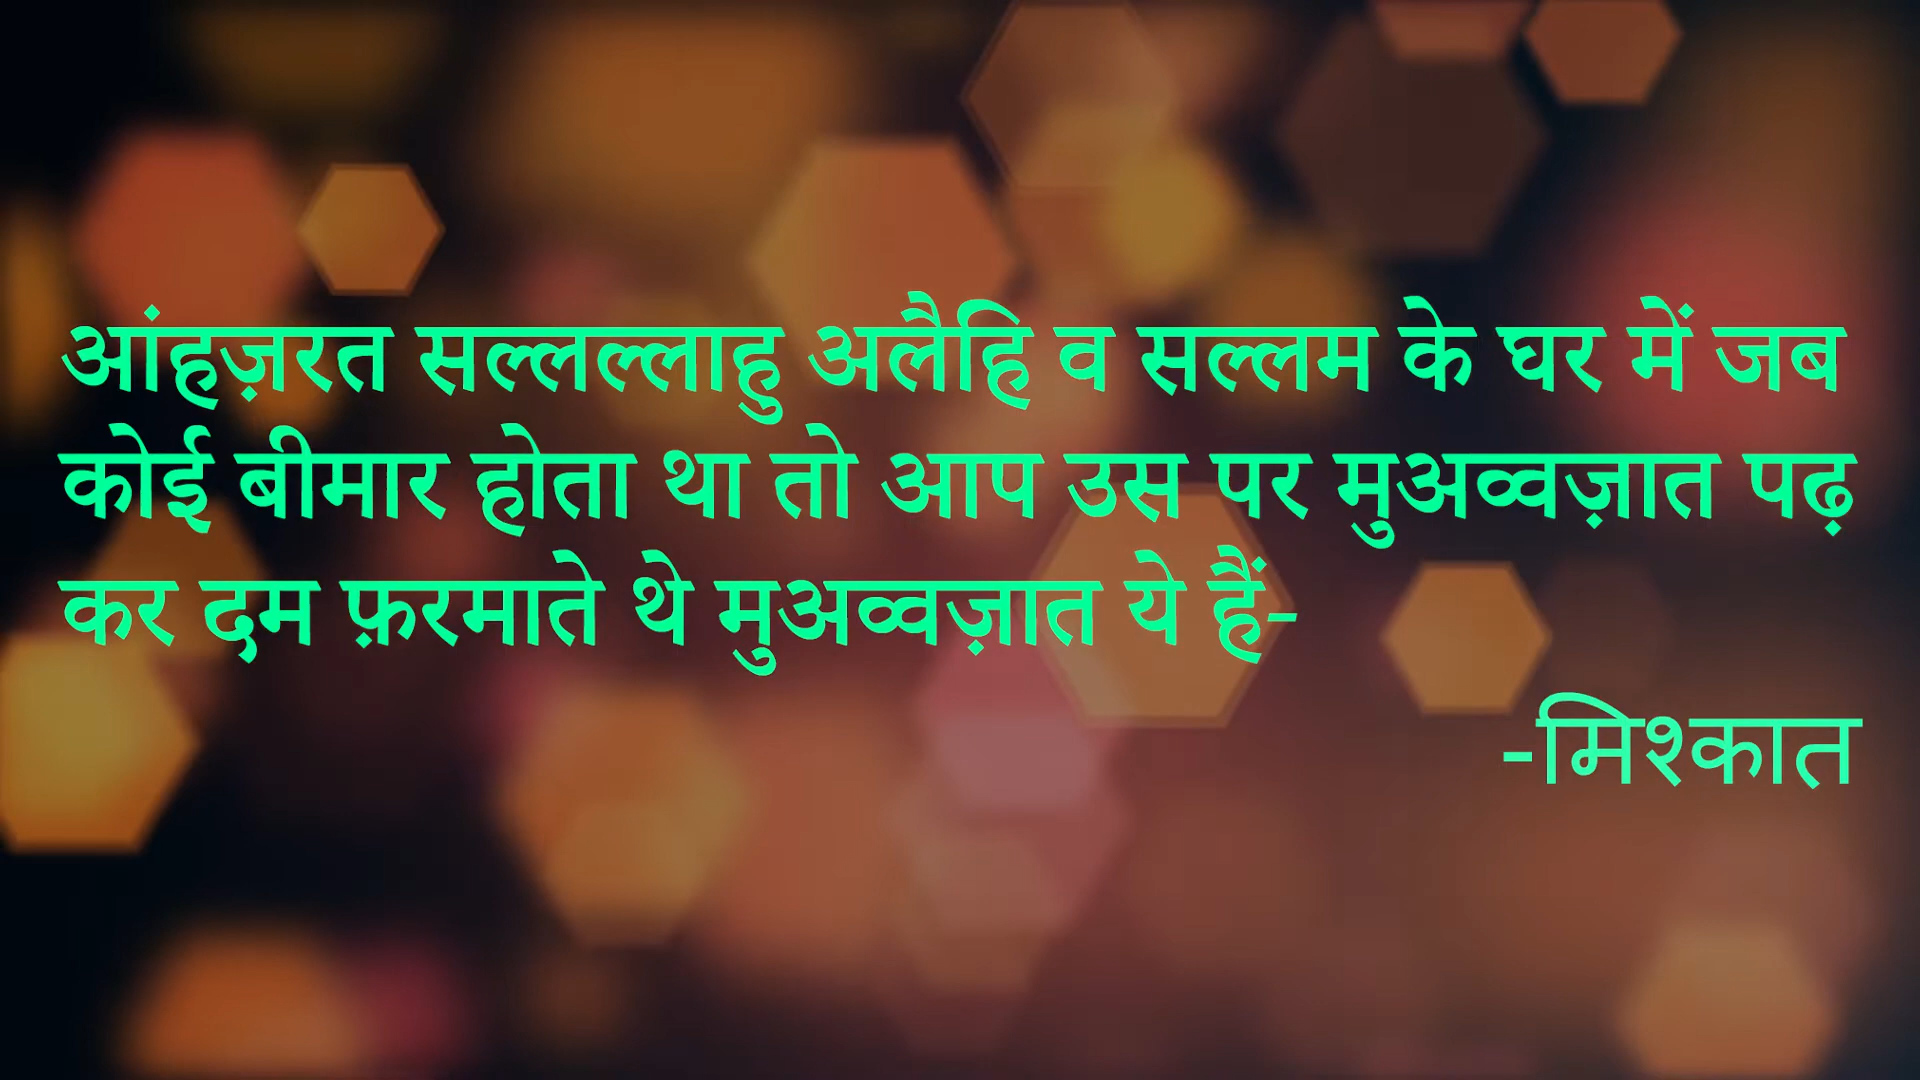 आंहज़रत सल्लल्लाहु अलैहि व सल्लम के घर में जब
कोई बीमार होता था तो आप उस पर मुअव्वज़ात पढ़
कर दम फ़रमाते थे मुअव्वज़ात ये हैं-
-मिश्कात